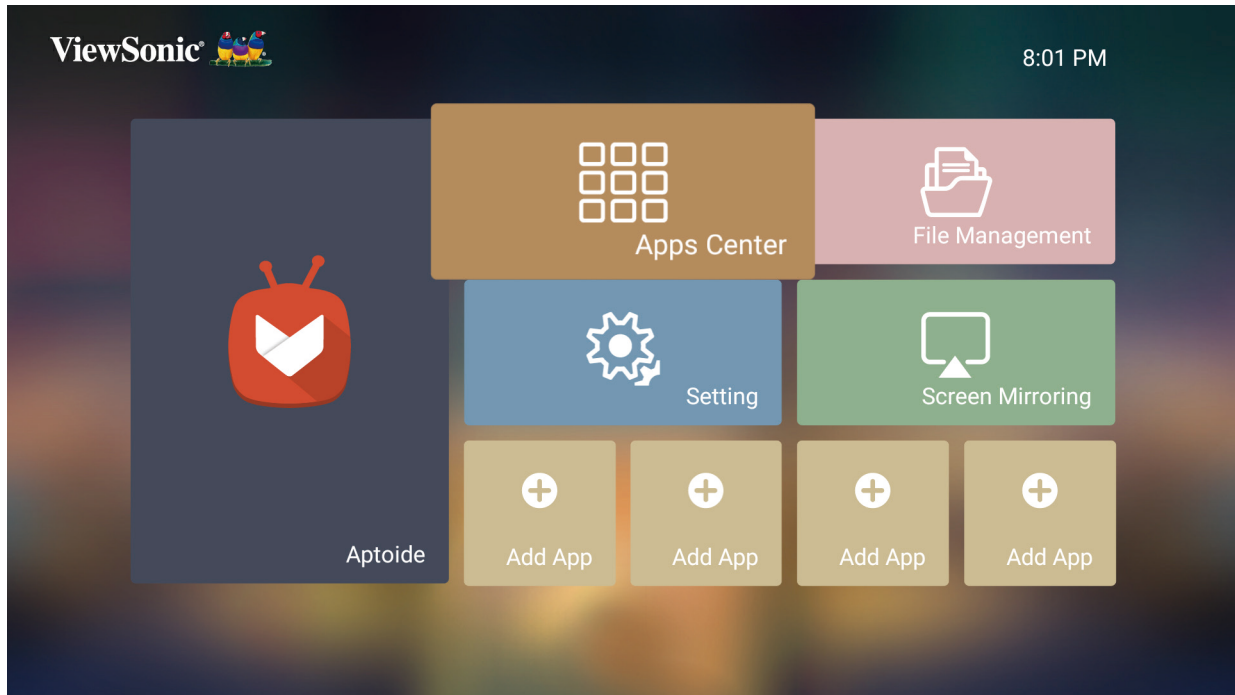 ViewSonic®
8:01 PM
Apps Center
File Management
Setting
Screen Mirroring
Aptoide
Add App
Add App
Add App
Add App